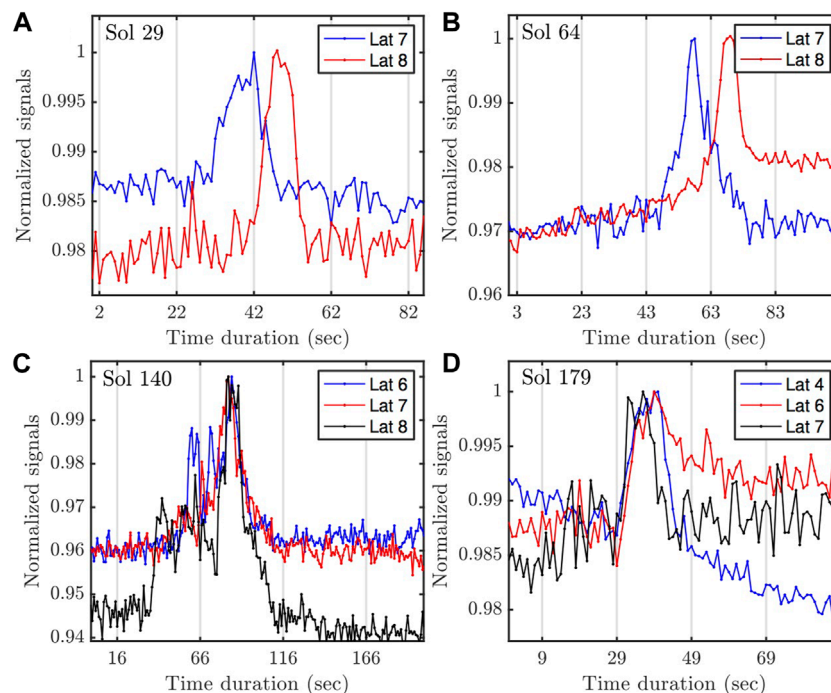 A
Sol 29
Lat 7
Lat 8
1
0.995
0.99
0.985
0.98
Normalized signals
2 22 42 62 82
Time duration (sec)
B
Sol 64
Lat 7
Lat 8
1
0.99
0.98
0.97
0.96
Normalized signals
3 23 43 63 83
Time duration (sec)
C
Sol 140
Lat 6
Lat 7
Lat 8
1
0.99
0.98
0.97
0.96
0.95
0.94
Normalized signals
16 66 116 166
Time duration (sec)
D
Sol 179
Lat 4
Lat 6
Lat 7
1
0.995
0.99
0.985
0.98
Normalized signals
9 29 49 69
Time duration (sec)